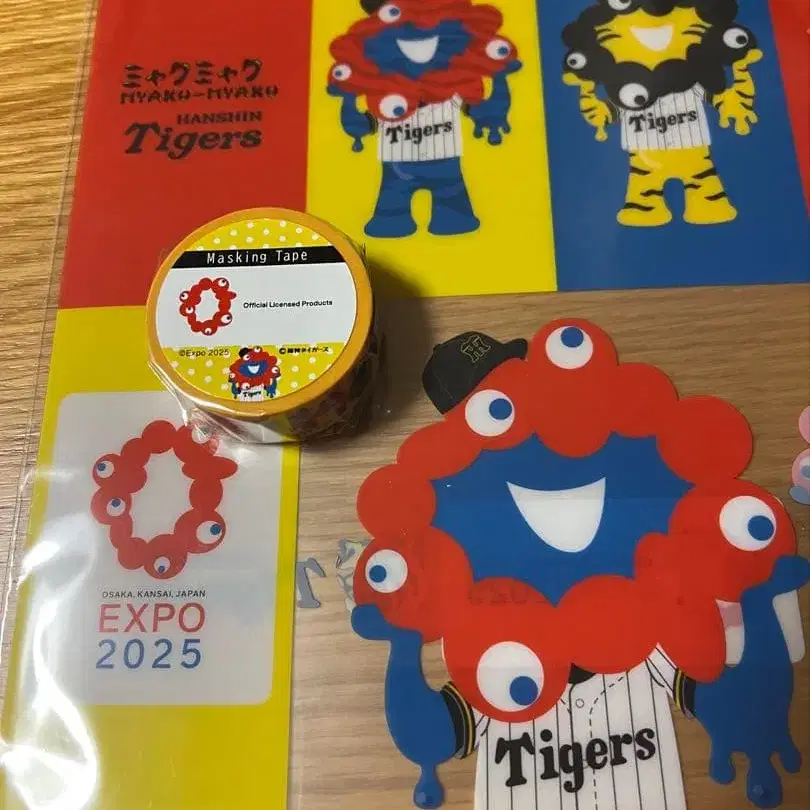 ミャクミャク
MYAKU-MYAKU
HANSHIN
Tigers
Tigers
Tigers
Masking Tape
Official Licensed Products
©Expo 2025
©阪神タイガース
Tigers
OSAKA, KANSAI, JAPAN
EXPO
2025
Tigers